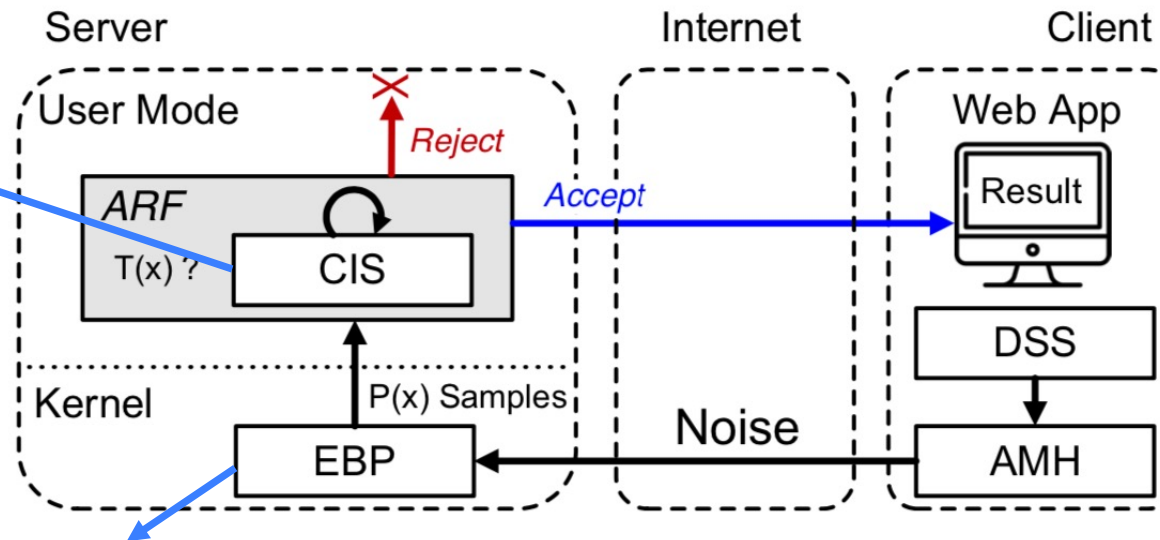 Server
Internet
Client
User Mode
Reject
Web App
ARF
Accept
Result
T(x) ?
CIS
DSS
Kernel
P(x) Samples
Noise
EBP
AMH